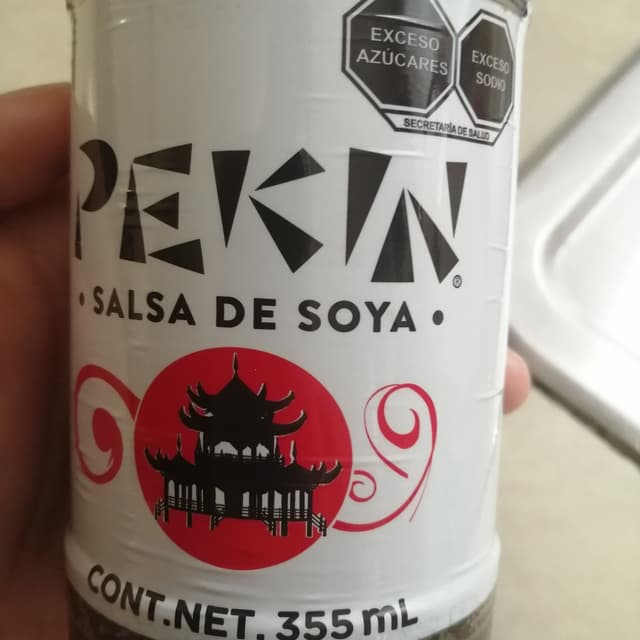 EXCESO
AZÚCARES
EXCESO
SODIO
SECRETARÍA DE SALUD
PEKIN®
• SALSA DE SOYA •
CONT.NET. 355 mL